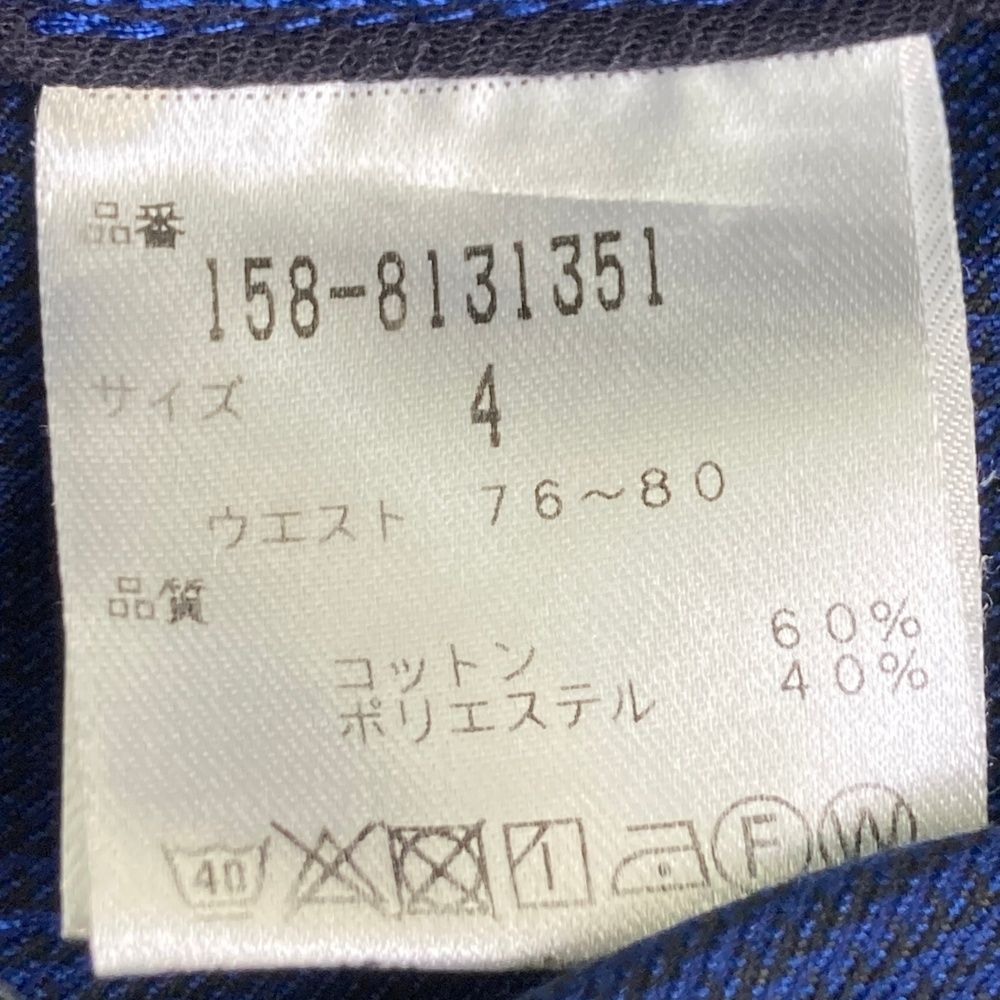 品番
158-8131351
サイズ 4
ウエスト 76～80
品質
コットン 60%
ポリエステル 40%
40 F W